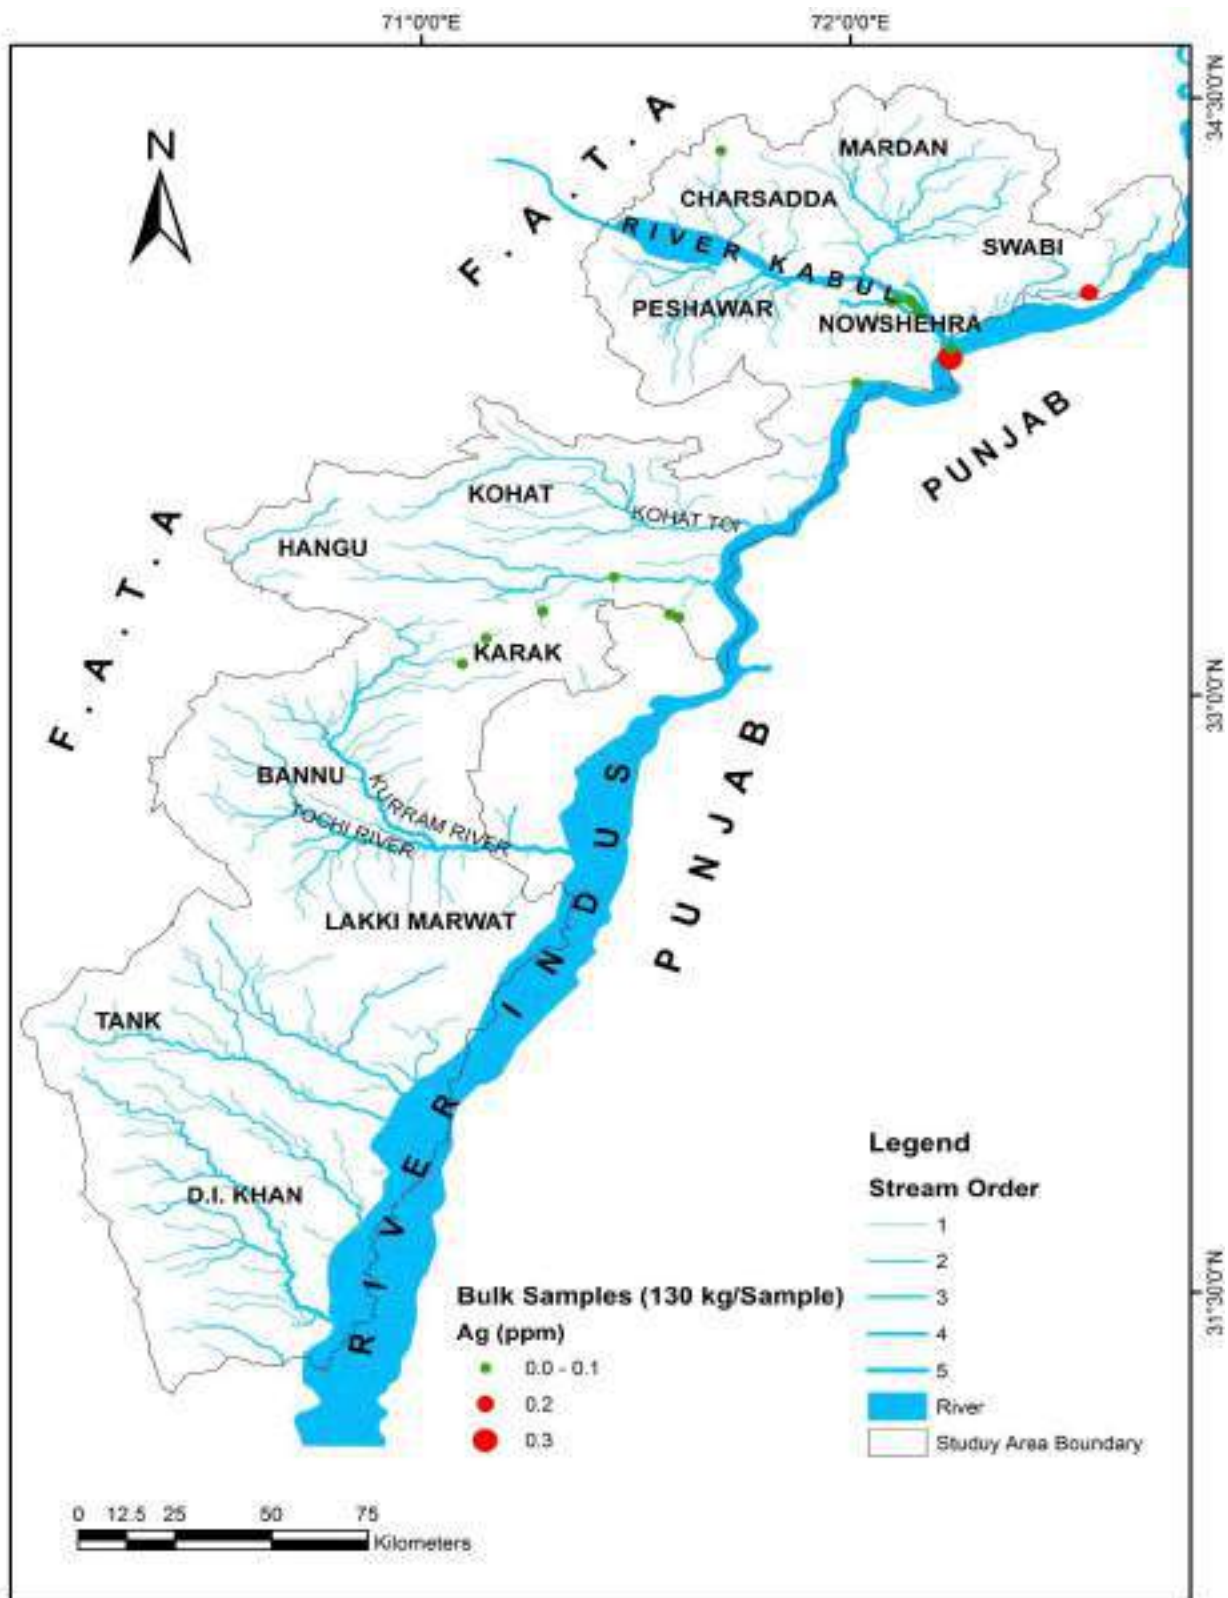 71°0'0"E
72°0'0"E
34°30'0"N
33°0'0"N
31°30'0"N
N
F . A . T . A
MARDAN
CHARSADDA
SWABI
RIVER KABUL
PESHAWAR
NOWSHEHRA
PUNJAB
KOHAT
KOHAT TOI
HANGU
F . A . T . A
KARAK
BANNU
KURRAM RIVER
TOCHI RIVER
PUNJAB
LAKKI MARWAT
RIVER INDUS
TANK
D.I. KHAN
Legend
Stream Order
1
2
3
4
5
River
Studuy Area Boundary
Bulk Samples (130 kg/Sample)
Ag (ppm)
0.0 - 0.1
0.2
0.3
0 12.5 25 50 75
Kilometers